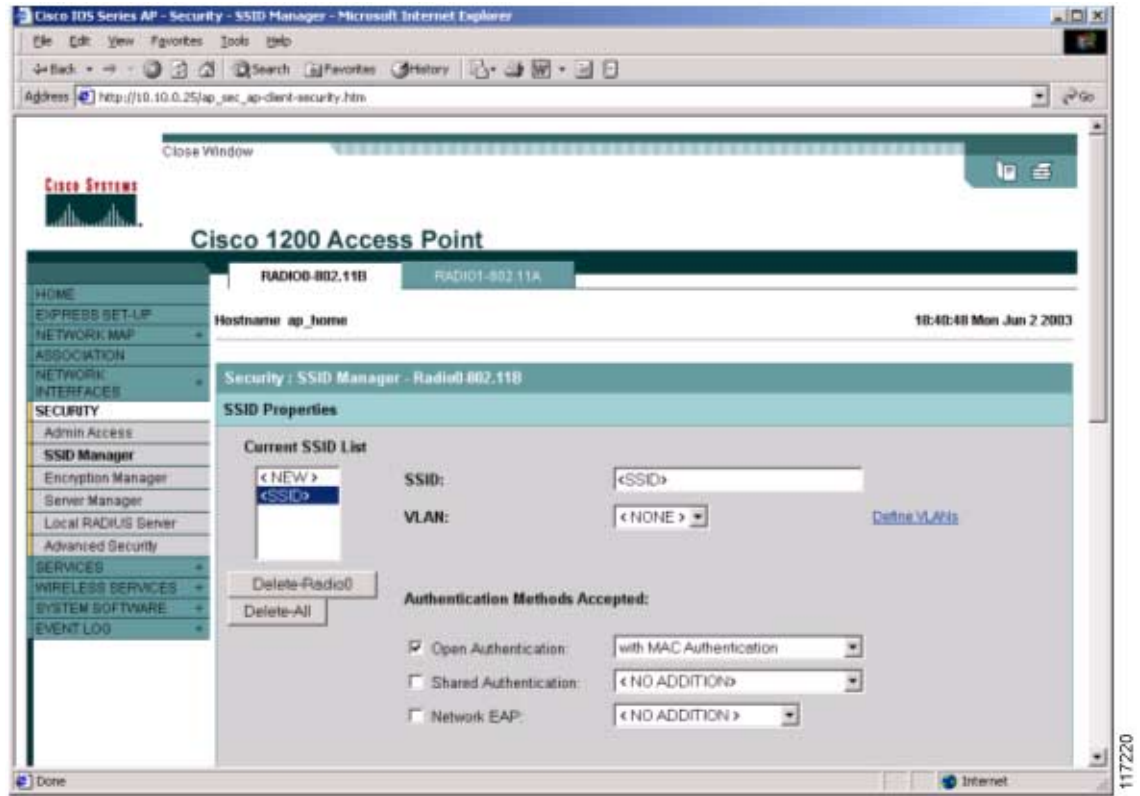 Cisco IOS Series AP - Security - SSID Manager - Microsoft Internet Explorer
File Edit View Favorites Tools Help
Back Search Favorites History
Address http://10.10.0.25/ap_sec_ap-client-security.htm Go
Close Window
CISCO SYSTEMS
Cisco 1200 Access Point
RADIO0-802.11B RADIO1-802.11A
HOME
EXPRESS SET-UP
NETWORK MAP +
ASSOCIATION
NETWORK
INTERFACES +
SECURITY
Admin Access
SSID Manager
Encryption Manager
Server Manager
Local RADIUS Server
Advanced Security
SERVICES +
WIRELESS SERVICES +
SYSTEM SOFTWARE +
EVENT LOG +
Hostname ap_home 18:40:48 Mon Jun 2 2003
Security : SSID Manager - Radio0-802.11B
SSID Properties
Current SSID List
< NEW >
<SSID>
Delete-Radio0
Delete-All
SSID: <SSID>
VLAN: < NONE > Define VLANs
Authentication Methods Accepted:
Open Authentication: with MAC Authentication
Shared Authentication: < NO ADDITION>
Network EAP: < NO ADDITION >
Done Internet
117220